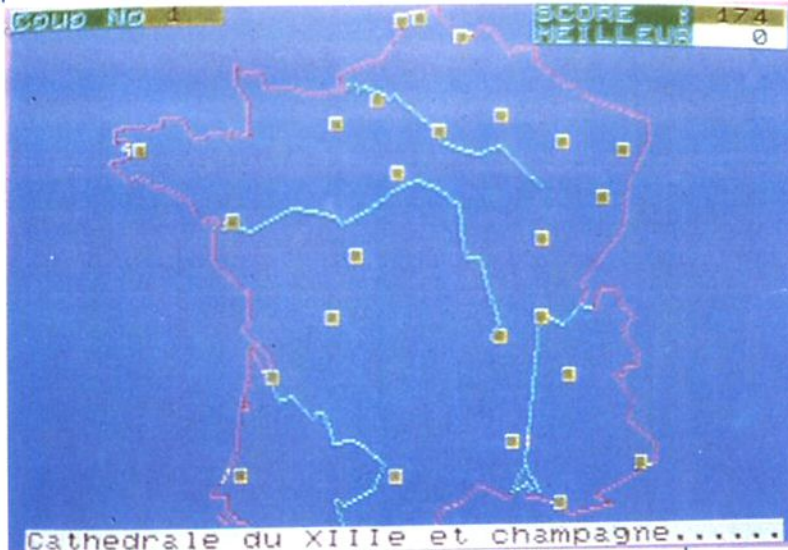 Coup No 1
SCORE : 174
MEILLEUR 0
Cathedrale du XIIIe et champagne......